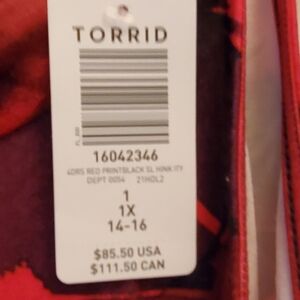 TORRID
16042346
4DRS RED PRINTBLACK SL HINK ITY
DEPT 0054 21HOL2
1
1X
14-16
$85.50 USA
$111.50 CAN